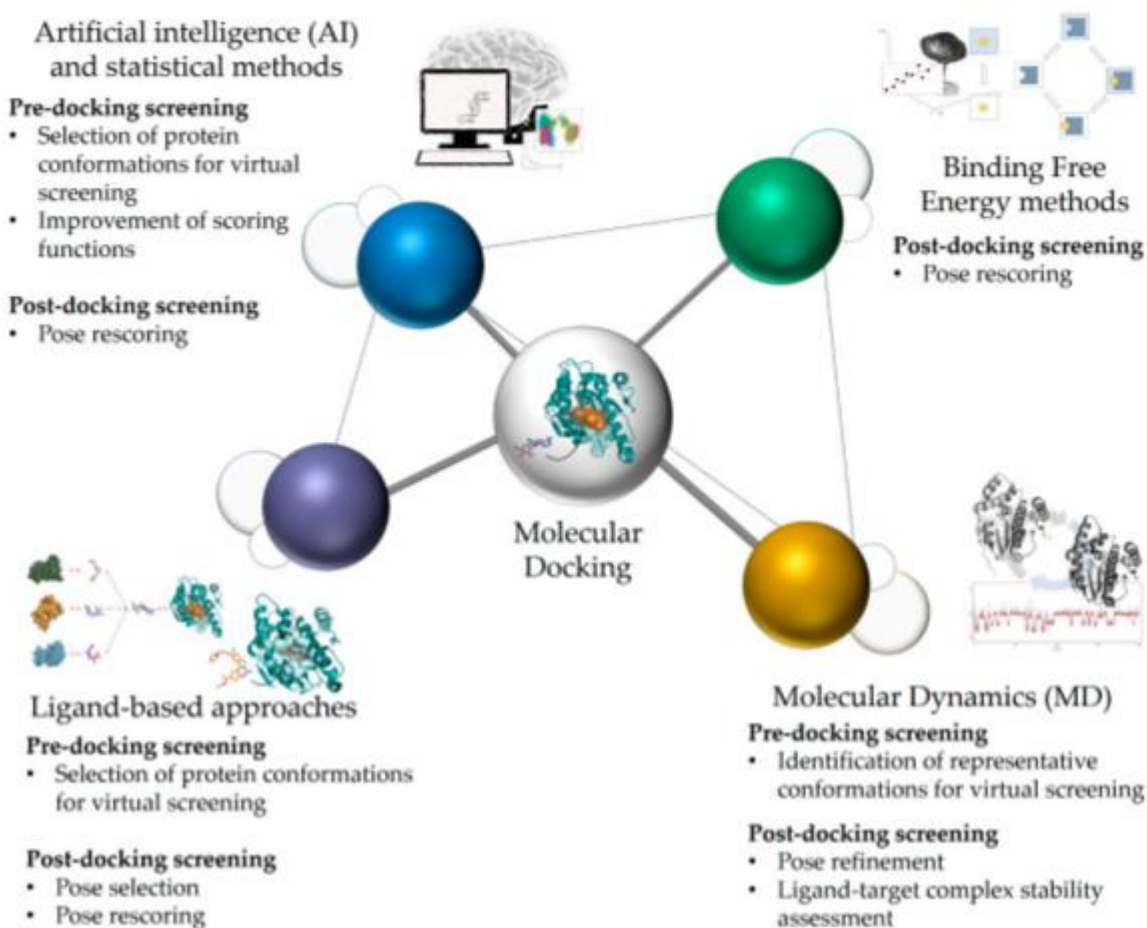 Artificial intelligence (AI)
and statistical methods
Pre-docking screening
• Selection of protein
conformations for virtual
screening
• Improvement of scoring
functions
Post-docking screening
• Pose rescoring
Binding Free
Energy methods
Post-docking screening
• Pose rescoring
Molecular
Docking
Ligand-based approaches
Pre-docking screening
• Selection of protein conformations
for virtual screening
Post-docking screening
• Pose selection
• Pose rescoring
Molecular Dynamics (MD)
Pre-docking screening
• Identification of representative
conformations for virtual screening
Post-docking screening
• Pose refinement
• Ligand-target complex stability
assessment